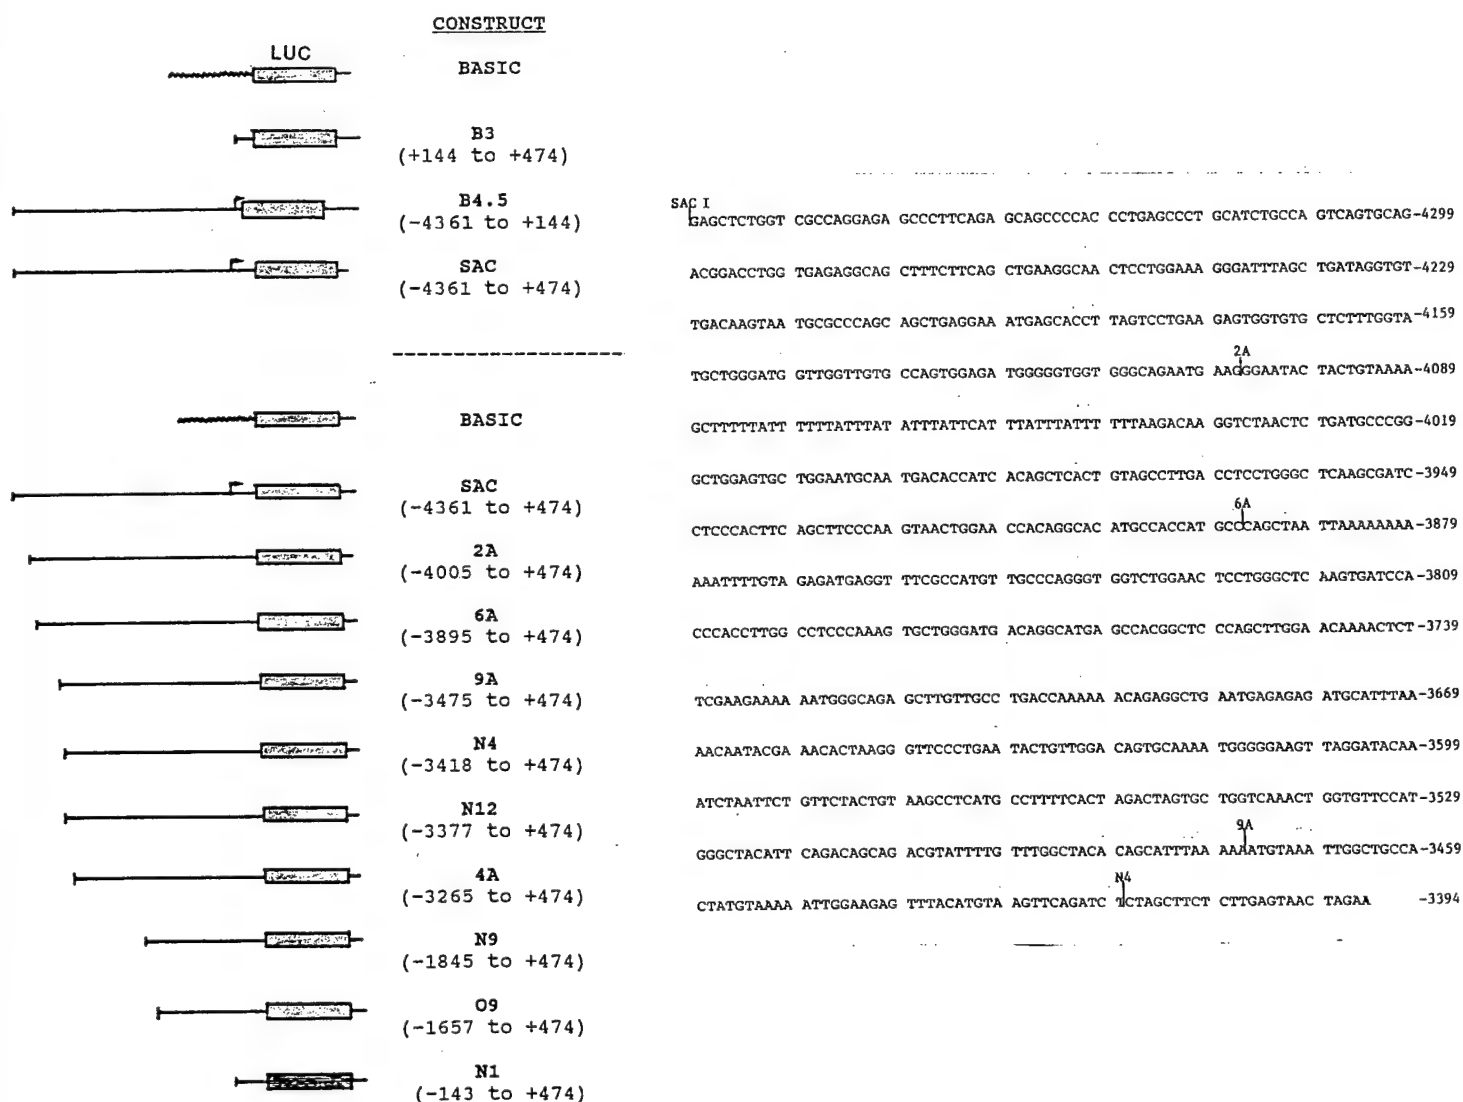 CONSTRUCT
LUC
BASIC
B3
(+144 to +474)
B4.5
(-4361 to +144)
SAC
(-4361 to +474)
BASIC
SAC
(-4361 to +474)
2A
(-4005 to +474)
6A
(-3895 to +474)
9A
(-3475 to +474)
N4
(-3418 to +474)
N12
(-3377 to +474)
4A
(-3265 to +474)
N9
(-1845 to +474)
O9
(-1657 to +474)
N1
(-143 to +474)
SAC I
GAGCTCTGGT CGCCAGGAGA GCCCTTCAGA GCAGCCCCAC CCTGAGCCCT GCATCTGCCA GTCAGTGCAG-4299
ACGGACCTGG TGAGAGGCAG CTTTCTTCAG CTGAAGGCAA CTCCTGGAAA GGGATTTAGC TGATAGGTGT-4229
TGACAAGTAA TGCGCCCAGC AGCTGAGGAA ATGAGCACCT TAGTCCTGAA GAGTGGTGTG CTCTTTGGTA-4159
2A
TGCTGGGATG GTTGGTTGTG CCAGTGGAGA TGGGGGTGGT GGGCAGAATG AAGGGAATAC TACTGTAAAA-4089
GCTTTTTATT TTTTATTTAT ATTTATTCAT TTATTTATTT TTTAAGACAA GGTCTAACTC TGATGCCCGG-4019
GCTGGAGTGC TGGAATGCAA TGACACCATC ACAGCTCACT GTAGCCTTGA CCTCCTGGGC TCAAGCGATC-3949
6A
CTCCCACTTC AGCTTCCCAA GTAACTGGAA CCACAGGCAC ATGCCACCAT GCCCAGCTAA TTAAAAAAAA-3879
AAATTTTGTA GAGATGAGGT TTCGCCATGT TGCCCAGGGT GGTCTGGAAC TCCTGGGCTC AAGTGATCCA-3809
CCCACCTTGG CCTCCCAAAG TGCTGGGATG ACAGGCATGA GCCACGGCTC CCAGCTTGGA ACAAAACTCT-3739
TCGAAGAAAA AATGGGCAGA GCTTGTTGCC TGACCAAAAA ACAGAGGCTG AATGAGAGAG ATGCATTTAA-3669
AACAATACGA AACACTAAGG GTTCCCTGAA TACTGTTGGA CAGTGCAAAA TGGGGGAAGT TAGGATACAA-3599
ATCTAATTCT GTTCTACTGT AAGCCTCATG CCTTTTCACT AGACTAGTGC TGGTCAAACT GGTGTTCCAT-3529
9A
GGGCTACATT CAGACAGCAG ACGTATTTTG TTTGGCTACA CAGCATTTAA AAAATGTAAA TTGGCTGCCA-3459
N4
CTATGTAAAA ATTGGAAGAG TTTACATGTA AGTTCAGATC TCTAGCTTCT CTTGAGTAAC TAGAA -3394